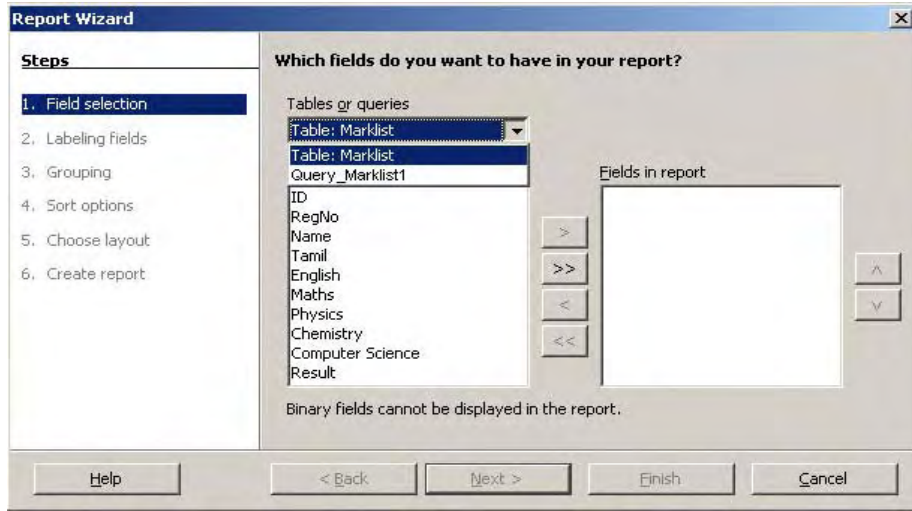 Report Wizard
Steps
1. Field selection
2. Labeling fields
3. Grouping
4. Sort options
5. Choose layout
6. Create report
Which fields do you want to have in your report?
Tables or queries
Table: Marklist
Table: Marklist
Query_Marklist1
ID
RegNo
Name
Tamil
English
Maths
Physics
Chemistry
Computer Science
Result
>
>>
<
<<
Fields in report
Binary fields cannot be displayed in the report.
Help
< Back
Next >
Finish
Cancel